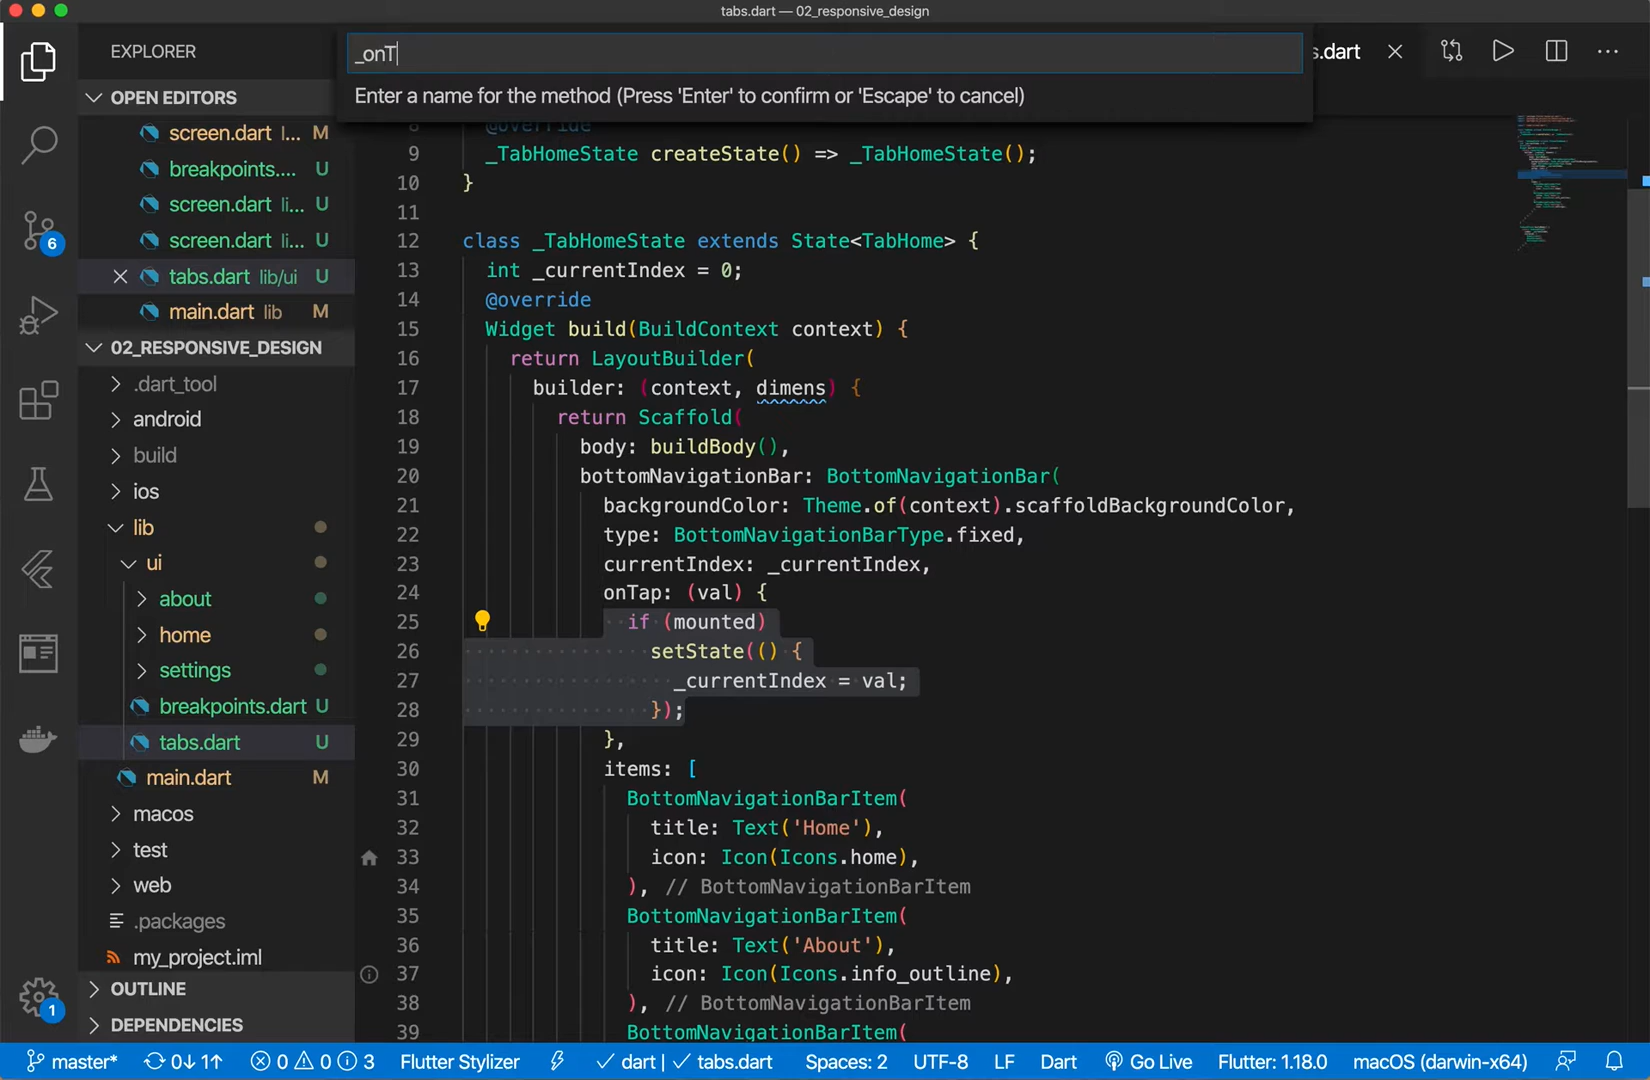 tabs.dart — 02_responsive_design
EXPLORER
_onT
s.dart
Enter a name for the method (Press 'Enter' to confirm or 'Escape' to cancel)
OPEN EDITORS
screen.dart l... M
breakpoints.... U
screen.dart li... U
screen.dart li... U
tabs.dart lib/ui U
main.dart lib M
02_RESPONSIVE_DESIGN
.dart_tool
android
build
ios
lib
ui
about
home
settings
breakpoints.dart U
tabs.dart U
main.dart M
macos
test
web
.packages
my_project.iml
OUTLINE
DEPENDENCIES
6
1
8 @override
9 _TabHomeState createState() => _TabHomeState();
10 }
11
12 class _TabHomeState extends State<TabHome> {
13 int _currentIndex = 0;
14 @override
15 Widget build(BuildContext context) {
16 return LayoutBuilder(
17 builder: (context, dimens) {
18 return Scaffold(
19 body: buildBody(),
20 bottomNavigationBar: BottomNavigationBar(
21 backgroundColor: Theme.of(context).scaffoldBackgroundColor,
22 type: BottomNavigationBarType.fixed,
23 currentIndex: _currentIndex,
24 onTap: (val) {
25 if (mounted)
26 setState(() {
27 _currentIndex = val;
28 });
29 },
30 items: [
31 BottomNavigationBarItem(
32 title: Text('Home'),
33 icon: Icon(Icons.home),
34 ), // BottomNavigationBarItem
35 BottomNavigationBarItem(
36 title: Text('About'),
37 icon: Icon(Icons.info_outline),
38 ), // BottomNavigationBarItem
39 BottomNavigationBarItem(
master* 0↓ 1↑ 0 0 3 Flutter Stylizer dart | tabs.dart Spaces: 2 UTF-8 LF Dart Go Live Flutter: 1.18.0 macOS (darwin-x64)